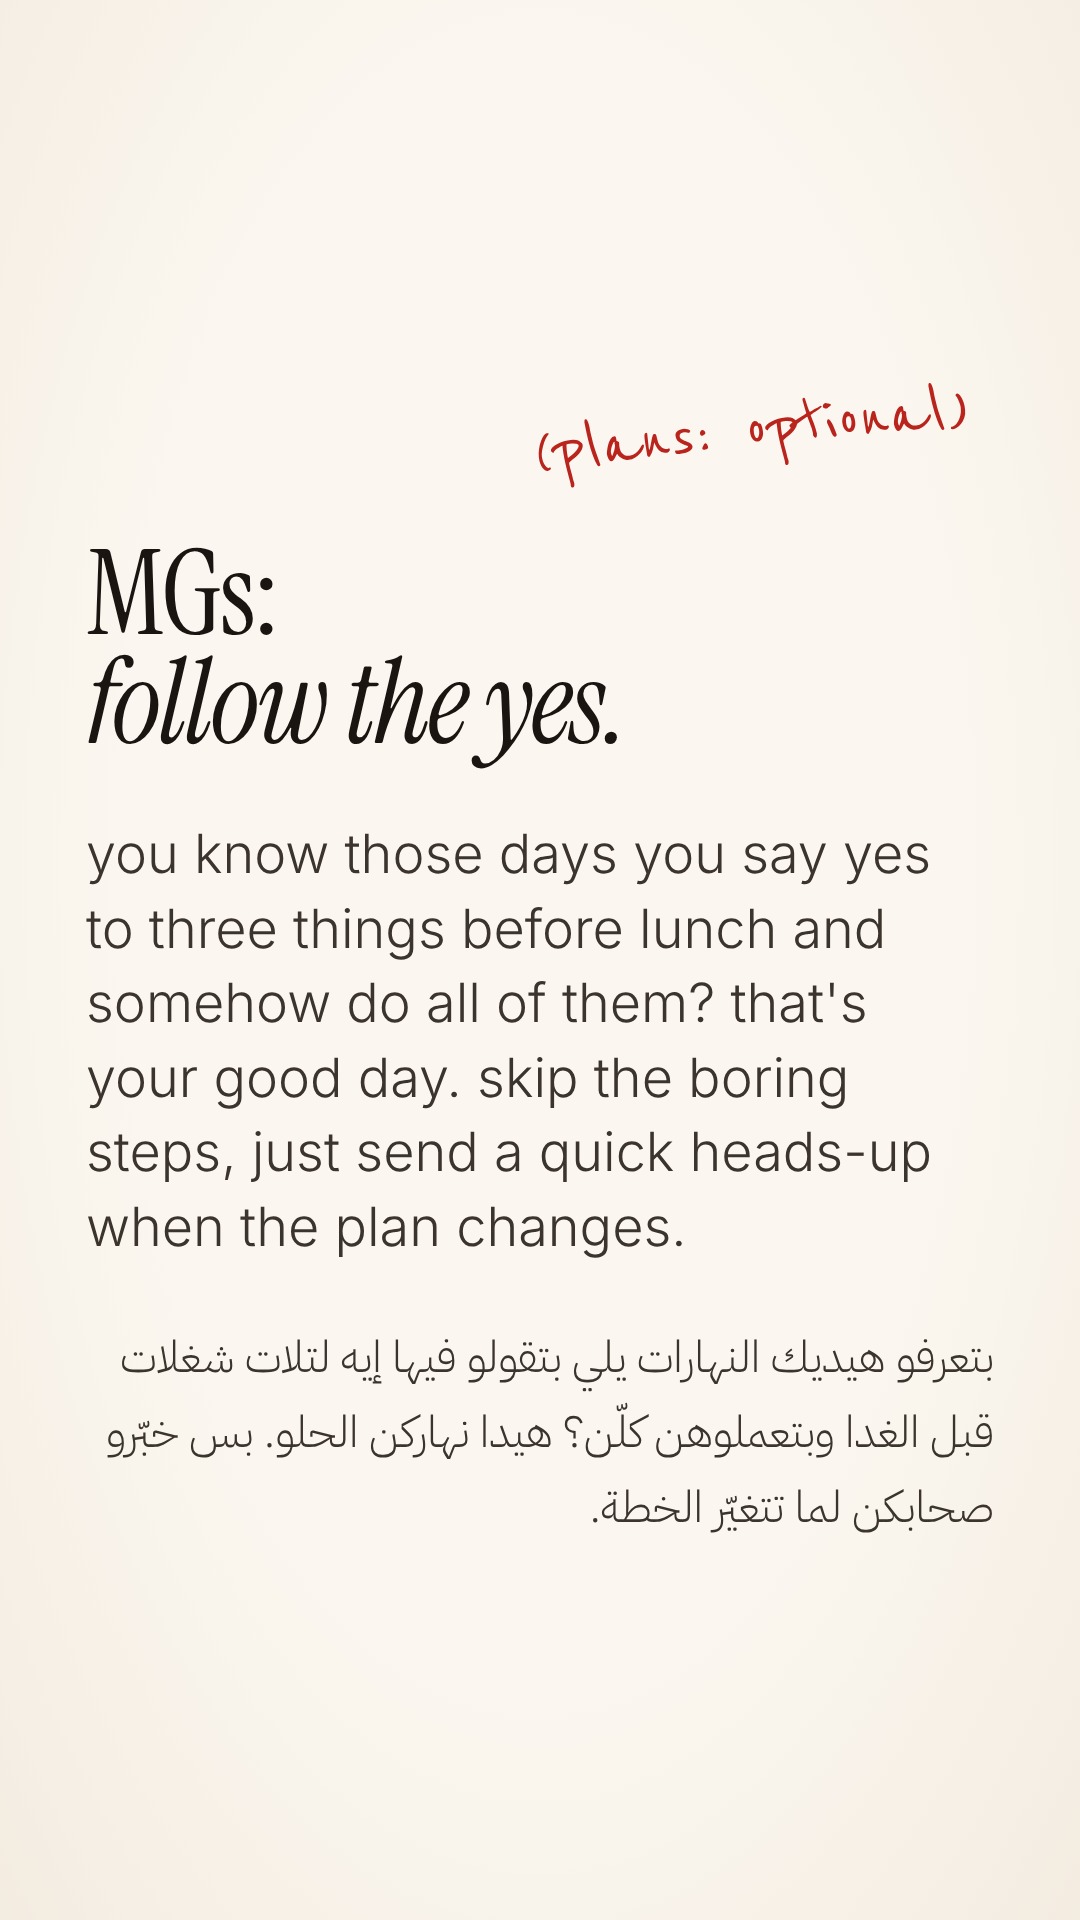 (plans: optional)
MGs:
follow the yes.
you know those days you say yes
to three things before lunch and
somehow do all of them? that's
your good day. skip the boring
steps, just send a quick heads-up
when the plan changes.
بتعرفو هيديك النهارات يلي بتقولو فيها إيه لتلات شغلات
قبل الغدا وبتعملوهن كلّن؟ هيدا نهاركن الحلو. بس خبّرو
صحابكن لما تتغيّر الخطة.